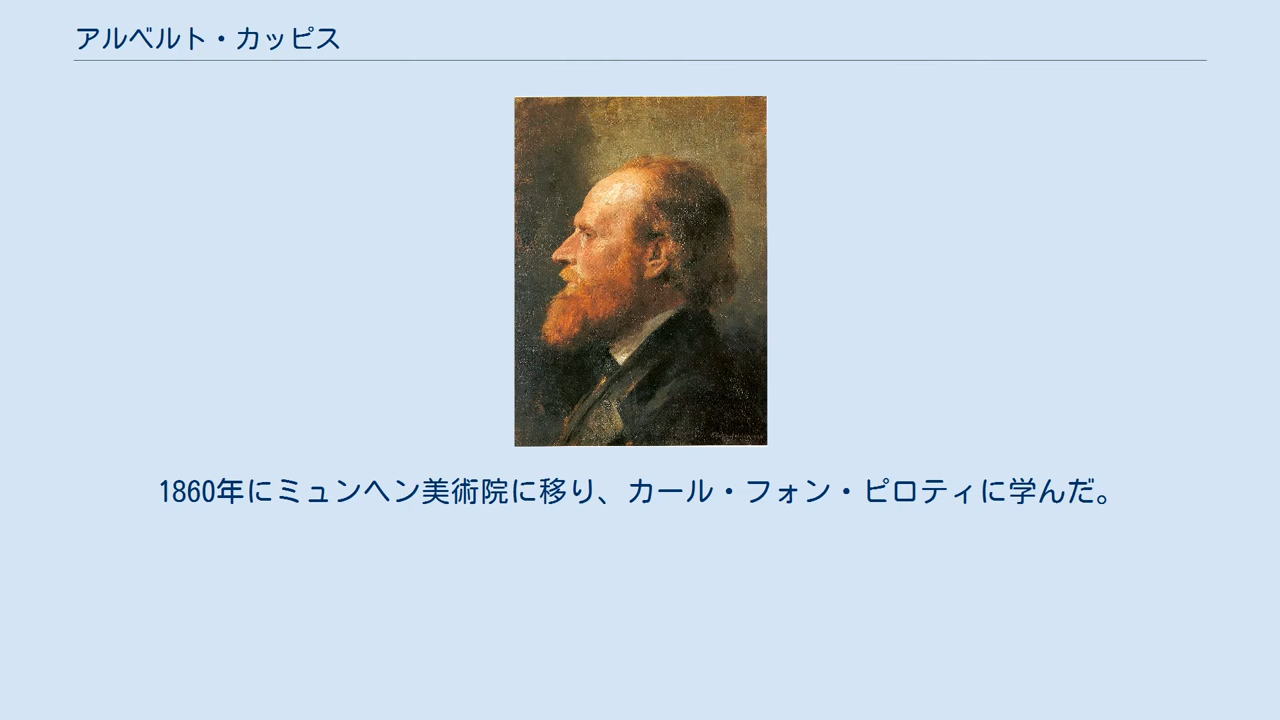 アルベルト・カッピス
1860年にミュンヘン美術院に移り、カール・フォン・ピロティに学んだ。